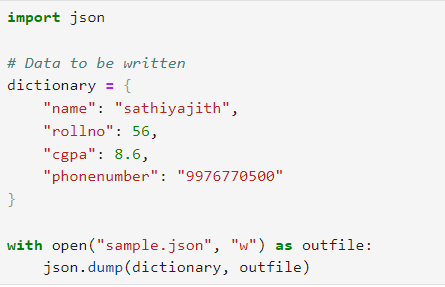 import json
# Data to be written
dictionary = {
    "name": "sathiyajith",
    "rollno": 56,
    "cgpa": 8.6,
    "phonenumber": "9976770500"
}
with open("sample.json", "w") as outfile:
    json.dump(dictionary, outfile)